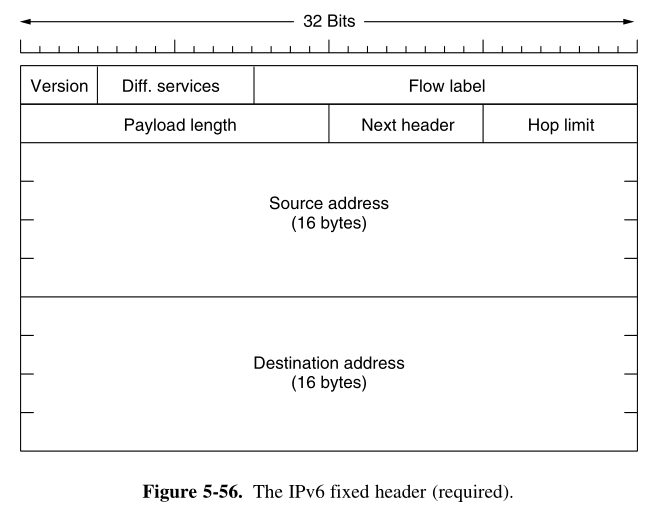 32 Bits
Version Diff. services Flow label
Payload length Next header Hop limit
Source address
(16 bytes)
Destination address
(16 bytes)
Figure 5-56. The IPv6 fixed header (required).